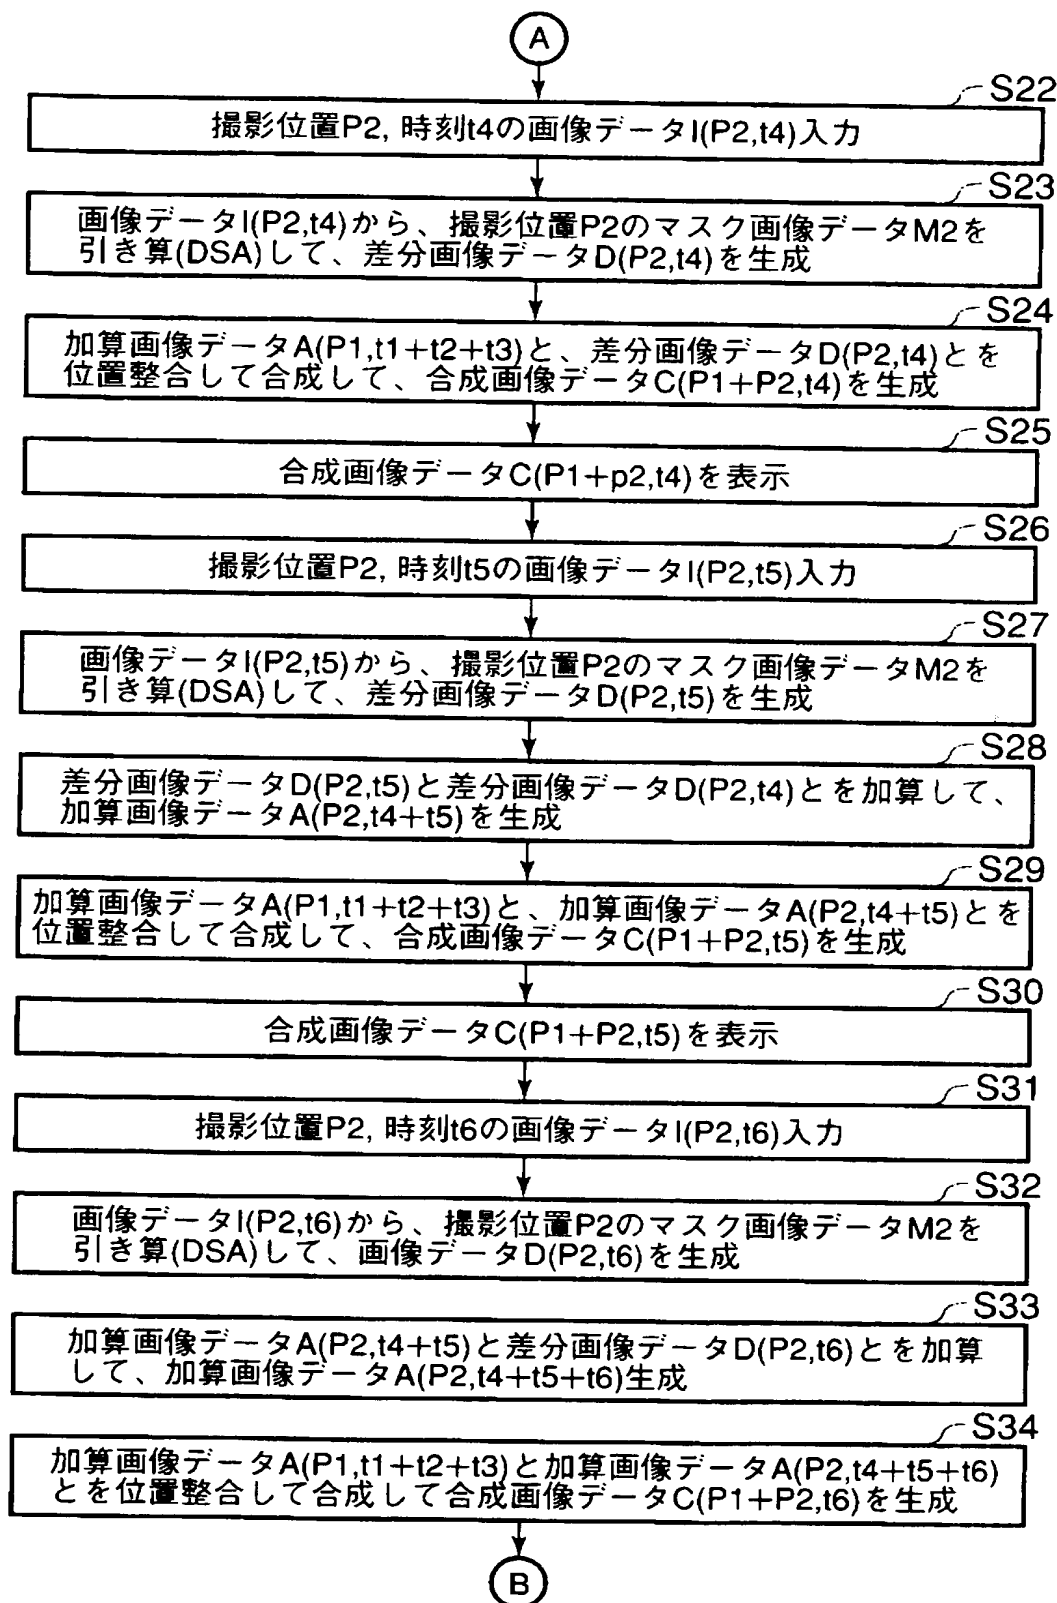 A
S22
撮影位置P2, 時刻t4の画像データI(P2,t4)入力
S23
画像データI(P2,t4)から、撮影位置P2のマスク画像データM2を
引き算(DSA)して、差分画像データD(P2,t4)を生成
S24
加算画像データA(P1,t1+t2+t3)と、差分画像データD(P2,t4)とを
位置整合して合成して、合成画像データC(P1+P2,t4)を生成
S25
合成画像データC(P1+p2,t4)を表示
S26
撮影位置P2, 時刻t5の画像データI(P2,t5)入力
S27
画像データI(P2,t5)から、撮影位置P2のマスク画像データM2を
引き算(DSA)して、差分画像データD(P2,t5)を生成
S28
差分画像データD(P2,t5)と差分画像データD(P2,t4)とを加算して、
加算画像データA(P2,t4+t5)を生成
S29
加算画像データA(P1,t1+t2+t3)と、加算画像データA(P2,t4+t5)とを
位置整合して合成して、合成画像データC(P1+P2,t5)を生成
S30
合成画像データC(P1+P2,t5)を表示
S31
撮影位置P2, 時刻t6の画像データI(P2,t6)入力
S32
画像データI(P2,t6)から、撮影位置P2のマスク画像データM2を
引き算(DSA)して、画像データD(P2,t6)を生成
S33
加算画像データA(P2,t4+t5)と差分画像データD(P2,t6)とを加算
して、加算画像データA(P2,t4+t5+t6)生成
S34
加算画像データA(P1,t1+t2+t3)と加算画像データA(P2,t4+t5+t6)
とを位置整合して合成して合成画像データC(P1+P2,t6)を生成
B